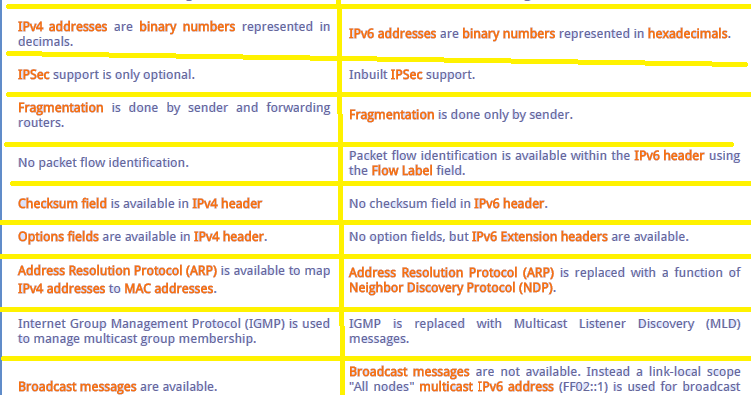 IPv4 addresses are binary numbers represented in
decimals.
IPv6 addresses are binary numbers represented in hexadecimals.
IPSec support is only optional.
Inbuilt IPSec support.
Fragmentation is done by sender and forwarding
routers.
Fragmentation is done only by sender.
No packet flow identification.
Packet flow identification is available within the IPv6 header using
the Flow Label field.
Checksum field is available in IPv4 header
No checksum field in IPv6 header.
Options fields are available in IPv4 header.
No option fields, but IPv6 Extension headers are available.
Address Resolution Protocol (ARP) is available to map
IPv4 addresses to MAC addresses.
Address Resolution Protocol (ARP) is replaced with a function of
Neighbor Discovery Protocol (NDP).
Internet Group Management Protocol (IGMP) is used
to manage multicast group membership.
IGMP is replaced with Multicast Listener Discovery (MLD)
messages.
Broadcast messages are available.
Broadcast messages are not available. Instead a link-local scope
"All nodes" multicast IPv6 address (FF02::1) is used for broadcast